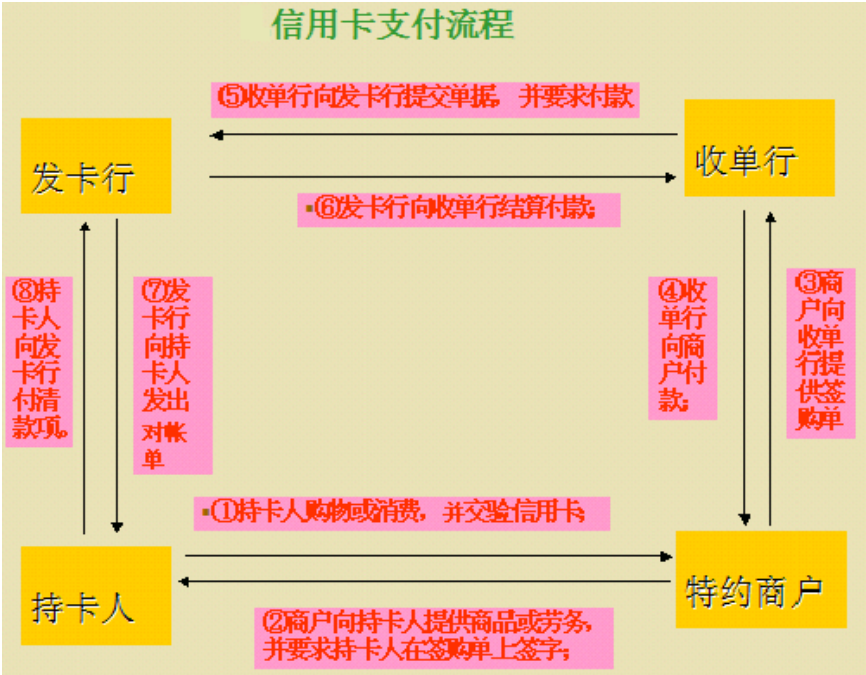 信用卡支付流程
⑤收单行向发卡行提交单据，并要求付款
发卡行
收单行
▪⑥发卡行向收单行结算付款；
⑧持
卡人
向发
卡行
付清
款项。
⑦发
卡行
向持
卡人
发出
对帐
单
④收
单行
向商
户付
款；
③商
户向
收单
行提
供签
购单
▪①持卡人购物或消费，并交验信用卡；
持卡人
特约商户
②商户向持卡人提供商品或劳务，
并要求持卡人在签购单上签字；